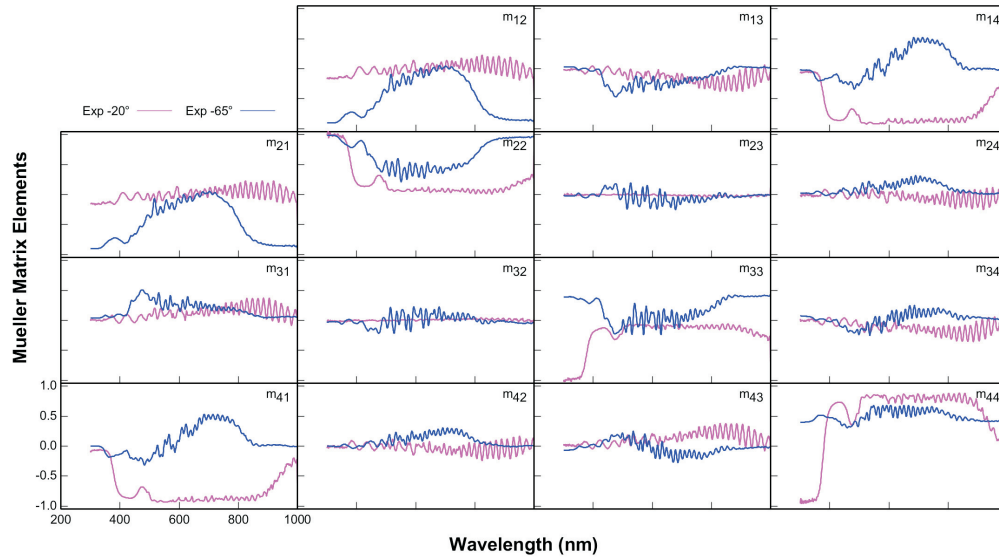 m12 m13 m14
Exp -20° Exp -65°
m21 m22 m23 m24
m31 m32 m33 m34
m41 m42 m43 m44
1.0
0.5
0.0
-0.5
-1.0
200 400 600 800 1000
Mueller Matrix Elements
Wavelength (nm)